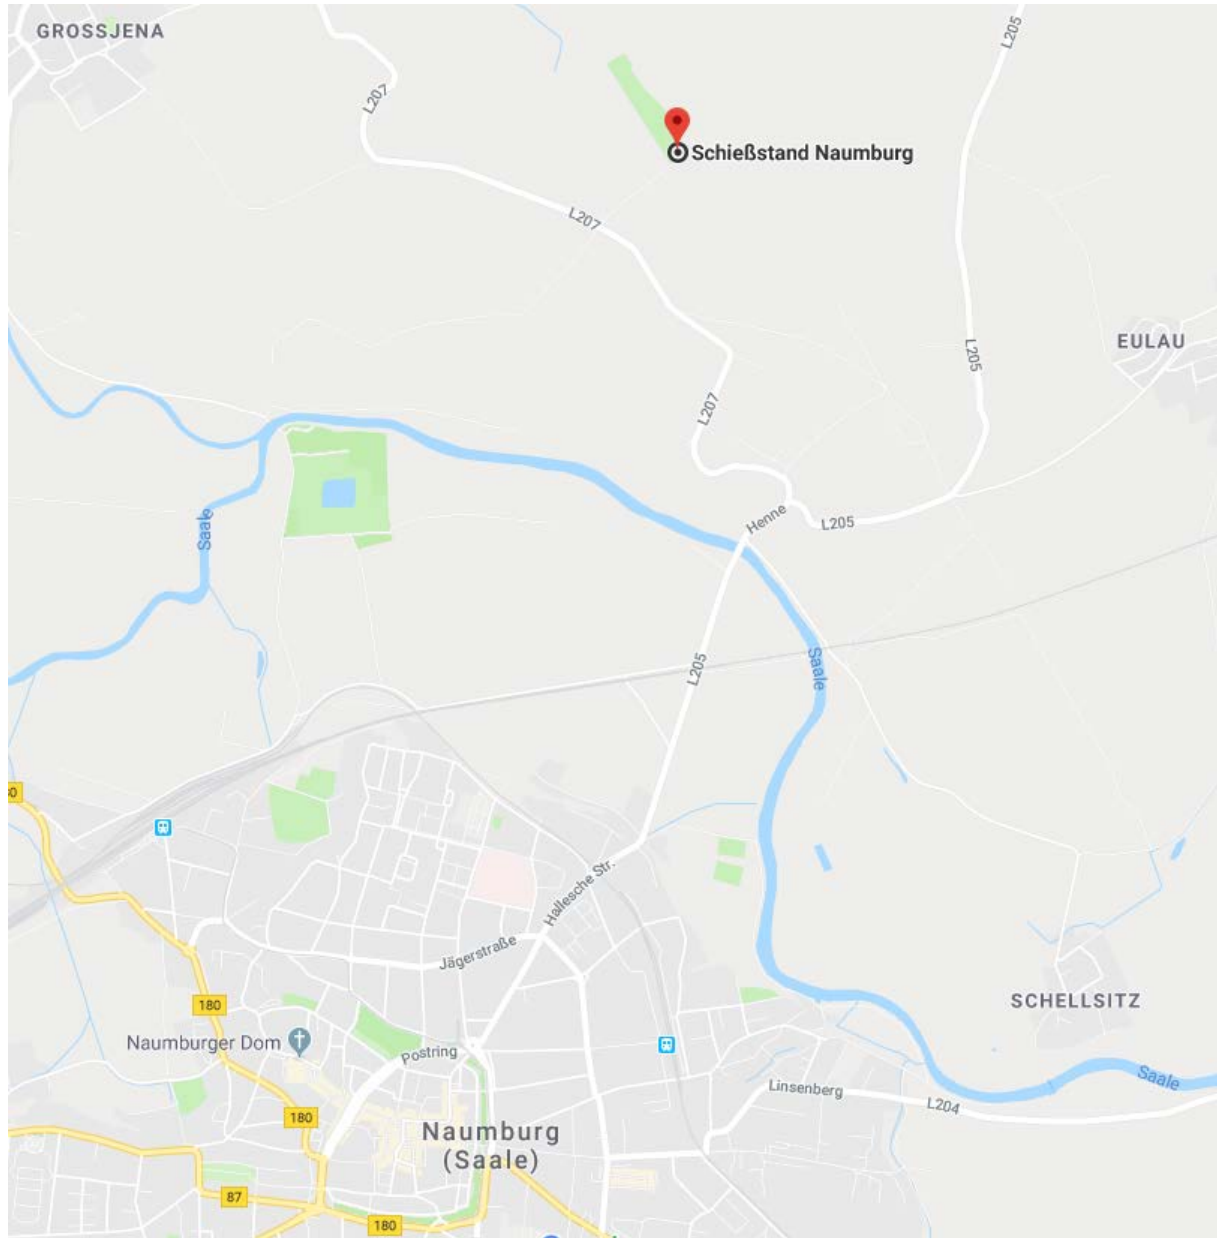 GROSSJENA
L205
L207
Schießstand Naumburg
L207
EULAU
L205
L207
Henne
L205
Saale
L205
Saale
80
Hallesche Str.
Jägerstraße
180
SCHELLSITZ
Naumburger Dom
Postring
Saale
Linsenberg
L204
180
Naumburg
(Saale)
87
180